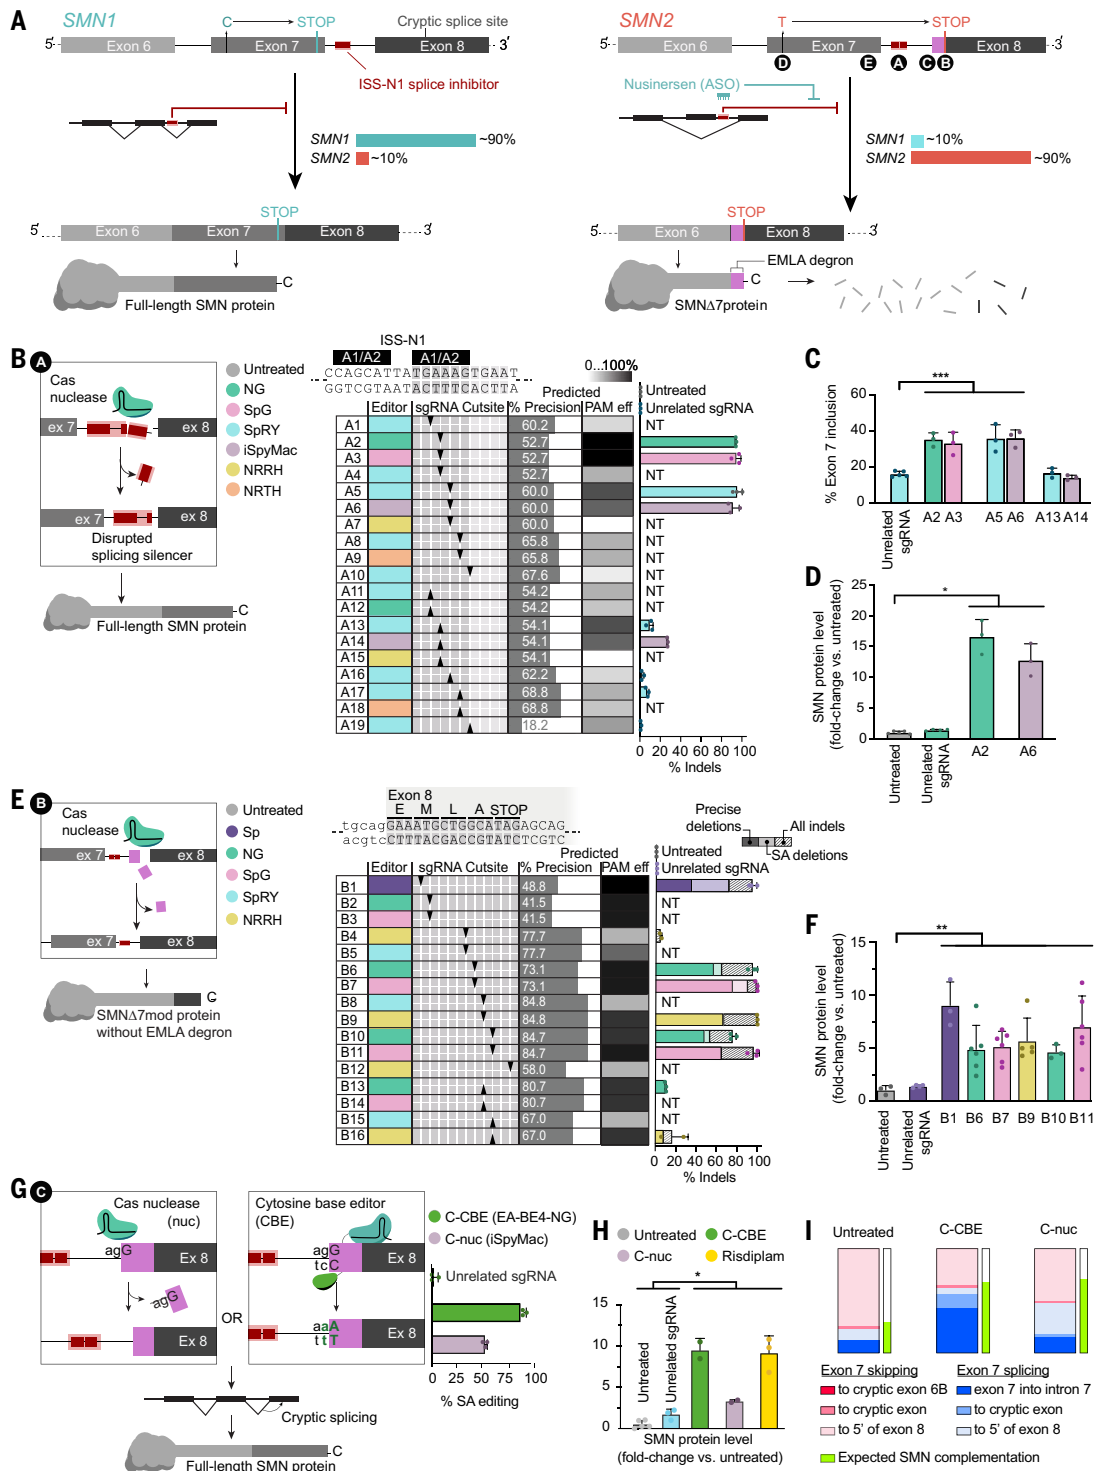 A
SMN1
C
STOP
Cryptic splice site
5'
Exon 6
Exon 7
Exon 8
3'
ISS-N1 splice inhibitor
SMN1
~90%
SMN2
~10%
STOP
5'
Exon 6
Exon 7
Exon 8
3'
C
Full-length SMN protein
SMN2
T
STOP
5'
Exon 6
Exon 7
Exon 8
3'
D
E
A
C
B
Nusinersen (ASO)
SMN1
~10%
SMN2
~90%
STOP
5'
Exon 6
Exon 8
3'
EMLA degron
C
SMNΔ7protein
B
A
Cas
nuclease
ex 7
ex 8
ex 7
ex 8
Disrupted
splicing silencer
C
Full-length SMN protein
Untreated
NG
SpG
SpRY
iSpyMac
NRRH
NRTH
ISS-N1
A1/A2
A1/A2
CCAGCATTATGAAAGTGAAT
GGTCGTAATACTTTCACTTA
0...100%
Predicted
Editor
sgRNA Cutsite
% Precision
PAM eff
Untreated
Unrelated sgRNA
A1 60.2 NT
A2 52.7
A3 52.7
A4 52.7 NT
A5 60.0
A6 60.0
A7 60.0 NT
A8 65.8 NT
A9 65.8 NT
A10 67.6 NT
A11 54.2 NT
A12 54.2 NT
A13 54.1
A14 54.1
A15 54.1 NT
A16 62.2
A17 68.8
A18 68.8 NT
A19 18.2
0 20 40 60 80 100
% Indels
C
% Exon 7 inclusion
60
40
20
0
***
Unrelated
sgRNA
A2 A3
A5 A6
A13 A14
D
SMN protein level
(fold-change vs. untreated)
25
20
15
10
5
0
*
Untreated
Unrelated
sgRNA
A2
A6
E
B
Cas
nuclease
ex 7
ex 8
ex 7
ex 8
C
SMNΔ7mod protein
without EMLA degron
Untreated
Sp
NG
SpG
SpRY
NRRH
Exon 8
E M L A STOP
tgcagGAAATGCTGGCATAGAGCAG
acgtcCTTTACGACCGTATCTCGTC
Predicted
Editor
sgRNA Cutsite
% Precision
PAM eff
Precise
deletions
All indels
SA deletions
Untreated
Unrelated sgRNA
B1 48.8
B2 41.5 NT
B3 41.5 NT
B4 77.7
B5 77.7 NT
B6 73.1
B7 73.1
B8 84.8 NT
B9 84.8
B10 84.7
B11 84.7
B12 58.0 NT
B13 80.7
B14 80.7 NT
B15 67.0 NT
B16 67.0
0 20 40 60 80 100
% Indels
F
SMN protein level
(fold-change vs. untreated)
15
10
5
0
**
Untreated
Unrelated
sgRNA
B1 B6 B7 B9 B10 B11
G
C
Cas nuclease
(nuc)
agG
Ex 8
agG
Ex 8
OR
Cytosine base editor
(CBE)
agG
tcC
Ex 8
aaA
ttT
Ex 8
Cryptic splicing
C
Full-length SMN protein
C-CBE (EA-BE4-NG)
C-nuc (iSpyMac)
Unrelated sgRNA
0 25 50 75 100
% SA editing
H
Untreated
C-CBE
C-nuc
Risdiplam
*
15
10
5
0
Untreated
Unrelated sgRNA
SMN protein level
(fold-change vs. untreated)
I
Untreated
C-CBE
C-nuc
Exon 7 skipping
to cryptic exon 6B
to cryptic exon
to 5' of exon 8
Exon 7 splicing
exon 7 into intron 7
to cryptic exon
to 5' of exon 8
Expected SMN complementation